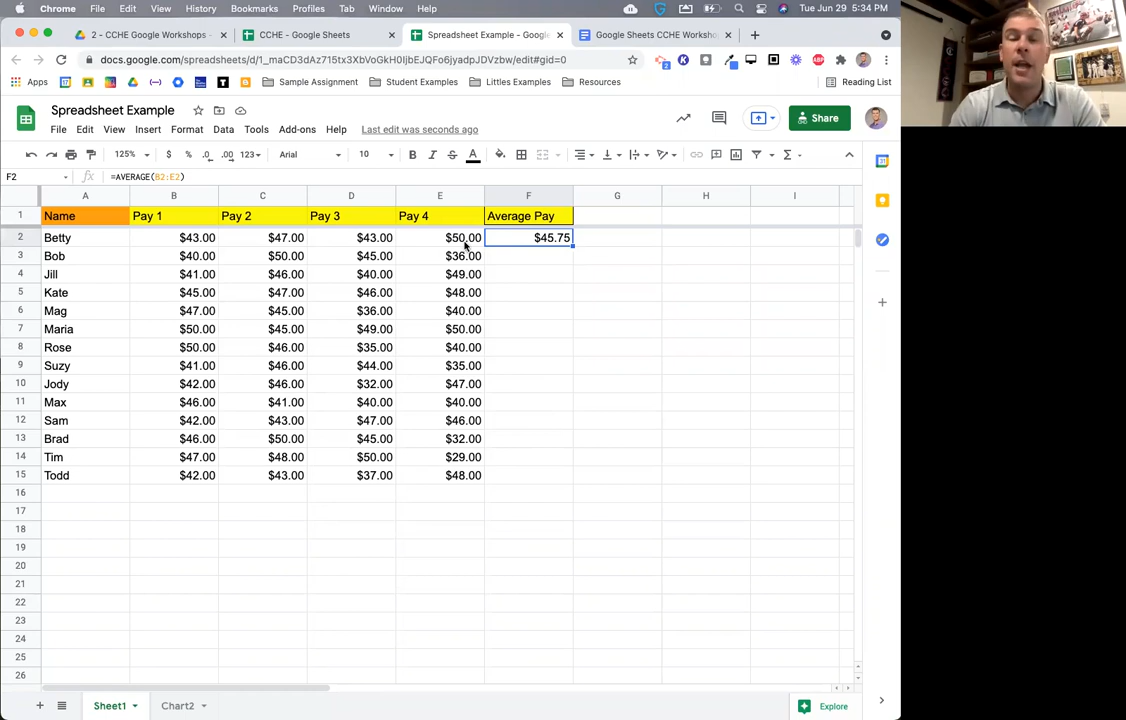 Chrome File Edit View History Bookmarks Profiles Tab Window Help Tue Jun 29 5:34 PM
2 - CCHE Google Workshops - CCHE - Google Sheets Spreadsheet Example - Google Google Sheets CCHE Worksho
docs.google.com/spreadsheets/d/1_maCD3dAz715tx3XbVoGkH0IjbEJQFo6jyadpJDVzbw/edit#gid=0
Apps Sample Assignment Student Examples Littles Examples Resources Reading List
Spreadsheet Example
Share
File Edit View Insert Format Data Tools Add-ons Help Last edit was seconds ago
125% $ % .0 .00 123 Arial 10 B I S A
F2 fx =AVERAGE(B2:E2)
A B C D E F G H I
1 Name Pay 1 Pay 2 Pay 3 Pay 4 Average Pay
2 Betty $43.00 $47.00 $43.00 $50.00 $45.75
3 Bob $40.00 $50.00 $45.00 $36.00
4 Jill $41.00 $46.00 $40.00 $49.00
5 Kate $45.00 $47.00 $46.00 $48.00
6 Mag $47.00 $45.00 $36.00 $40.00
7 Maria $50.00 $45.00 $49.00 $50.00
8 Rose $50.00 $46.00 $35.00 $40.00
9 Suzy $41.00 $46.00 $44.00 $35.00
10 Jody $42.00 $46.00 $32.00 $47.00
11 Max $46.00 $41.00 $40.00 $40.00
12 Sam $42.00 $43.00 $47.00 $46.00
13 Brad $46.00 $50.00 $45.00 $32.00
14 Tim $47.00 $48.00 $50.00 $29.00
15 Todd $42.00 $43.00 $37.00 $48.00
16
17
18
19
20
21
22
23
24
25
26
Sheet1 Chart2 Explore